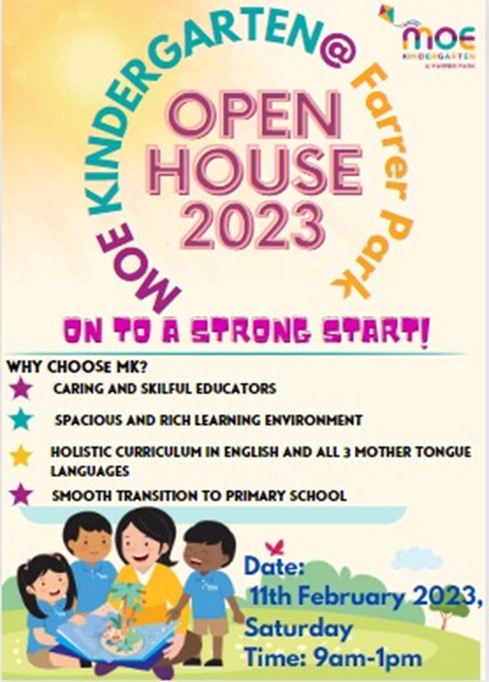 MOE KINDERGARTEN@ Farrer Park
moe
KINDERGARTEN
@ FARRER PARK
OPEN
HOUSE
2023
ON TO A STRONG START!
WHY CHOOSE MK?
CARING AND SKILFUL EDUCATORS
SPACIOUS AND RICH LEARNING ENVIRONMENT
HOLISTIC CURRICULUM IN ENGLISH AND ALL 3 MOTHER TONGUE
LANGUAGES
SMOOTH TRANSITION TO PRIMARY SCHOOL
Date:
11th February 2023,
Saturday
Time: 9am-1pm